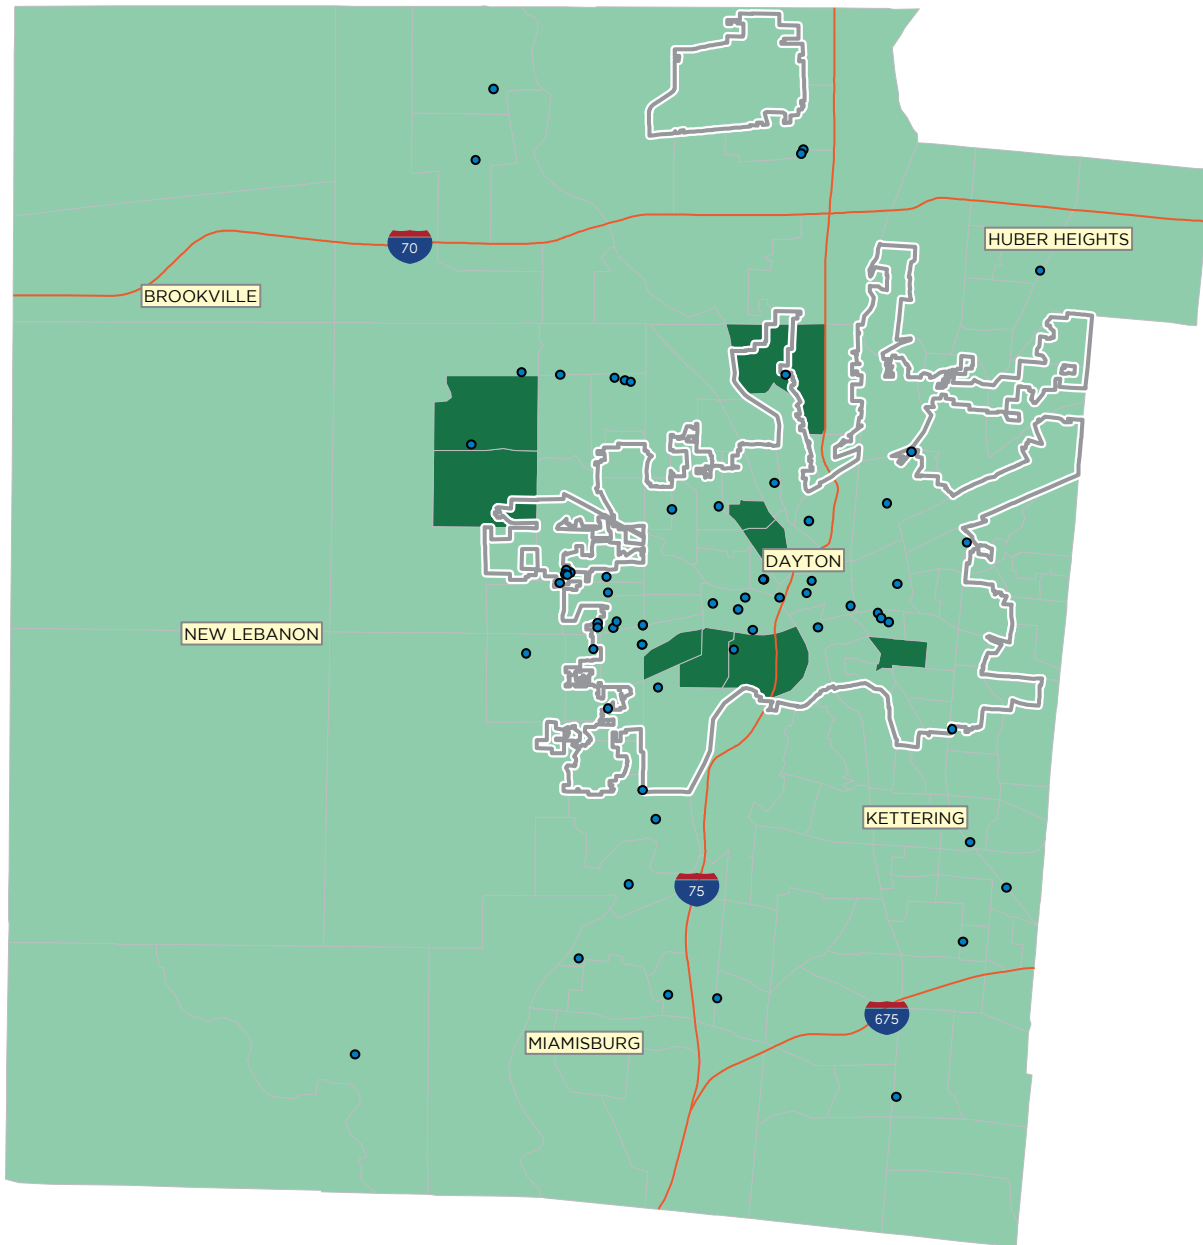 HUBER HEIGHTS
70
BROOKVILLE
DAYTON
NEW LEBANON
KETTERING
75
675
MIAMISBURG